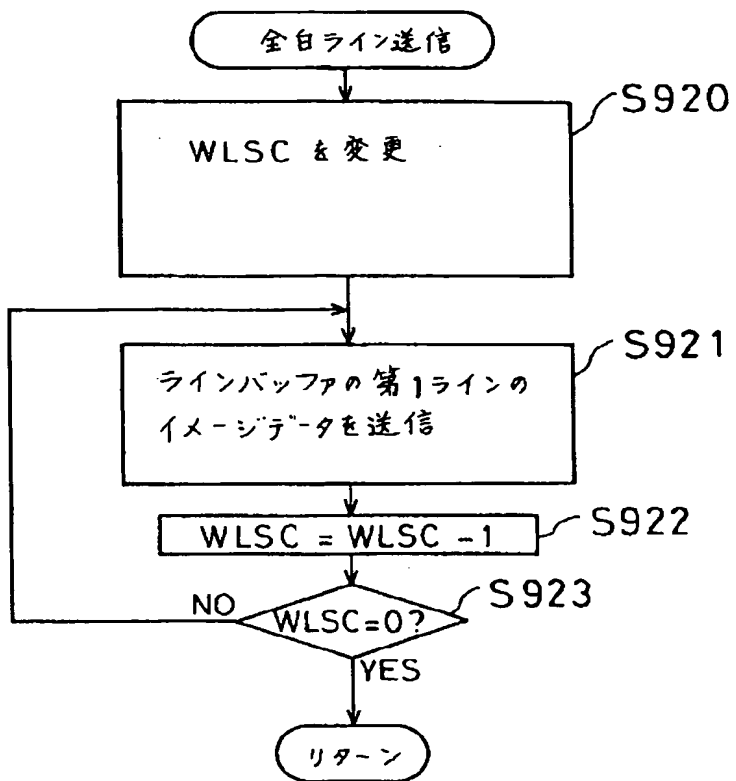 全白ライン送信
S920
WLSC を変更
S921
ラインバッファの第1ラインの
イメージデータを送信
WLSC = WLSC -1
S922
S923
NO
WLSC=0?
YES
リターン